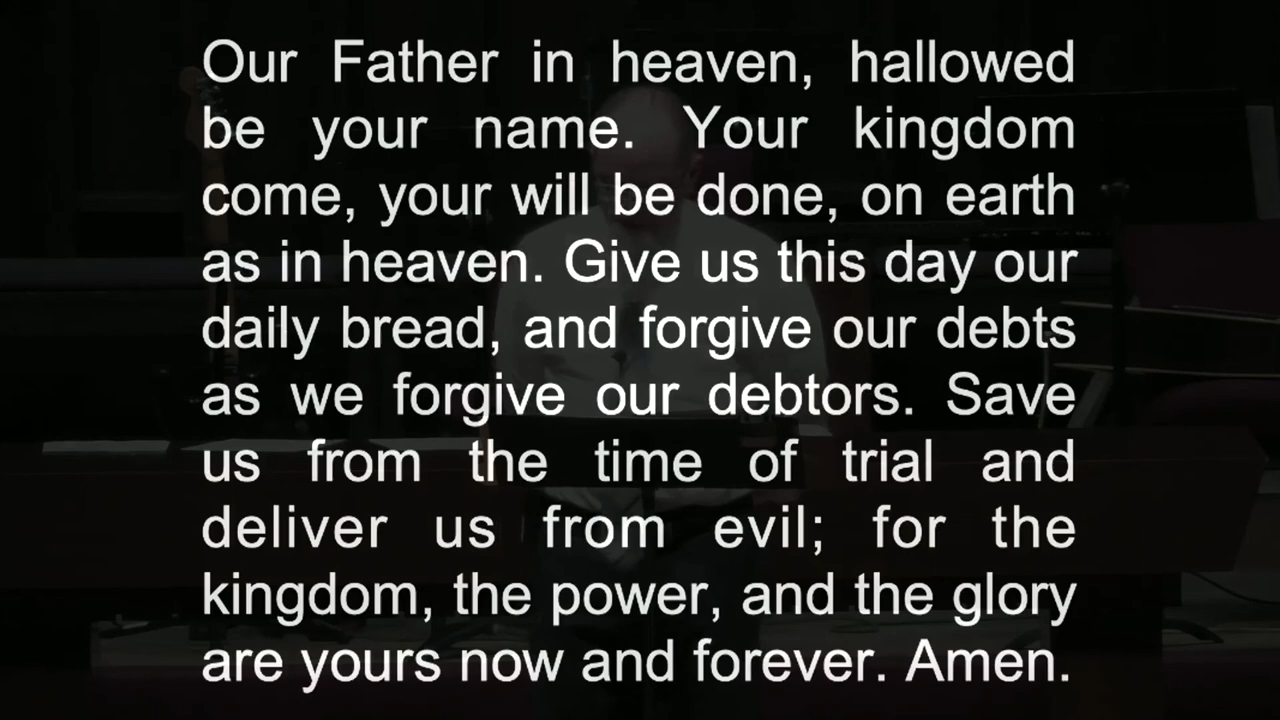 Our Father in heaven, hallowed
be your name. Your kingdom
come, your will be done, on earth
as in heaven. Give us this day our
daily bread, and forgive our debts
as we forgive our debtors. Save
us from the time of trial and
deliver us from evil; for the
kingdom, the power, and the glory
are yours now and forever. Amen.